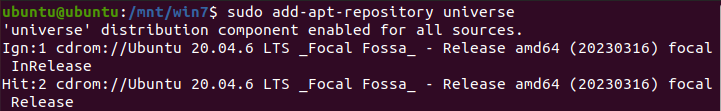 ubuntu@ubuntu:/mnt/win7$ sudo add-apt-repository universe
'universe' distribution component enabled for all sources.
Ign:1 cdrom://Ubuntu 20.04.6 LTS _Focal Fossa_ - Release amd64 (20230316) focal
 InRelease
Hit:2 cdrom://Ubuntu 20.04.6 LTS _Focal Fossa_ - Release amd64 (20230316) focal
 Release